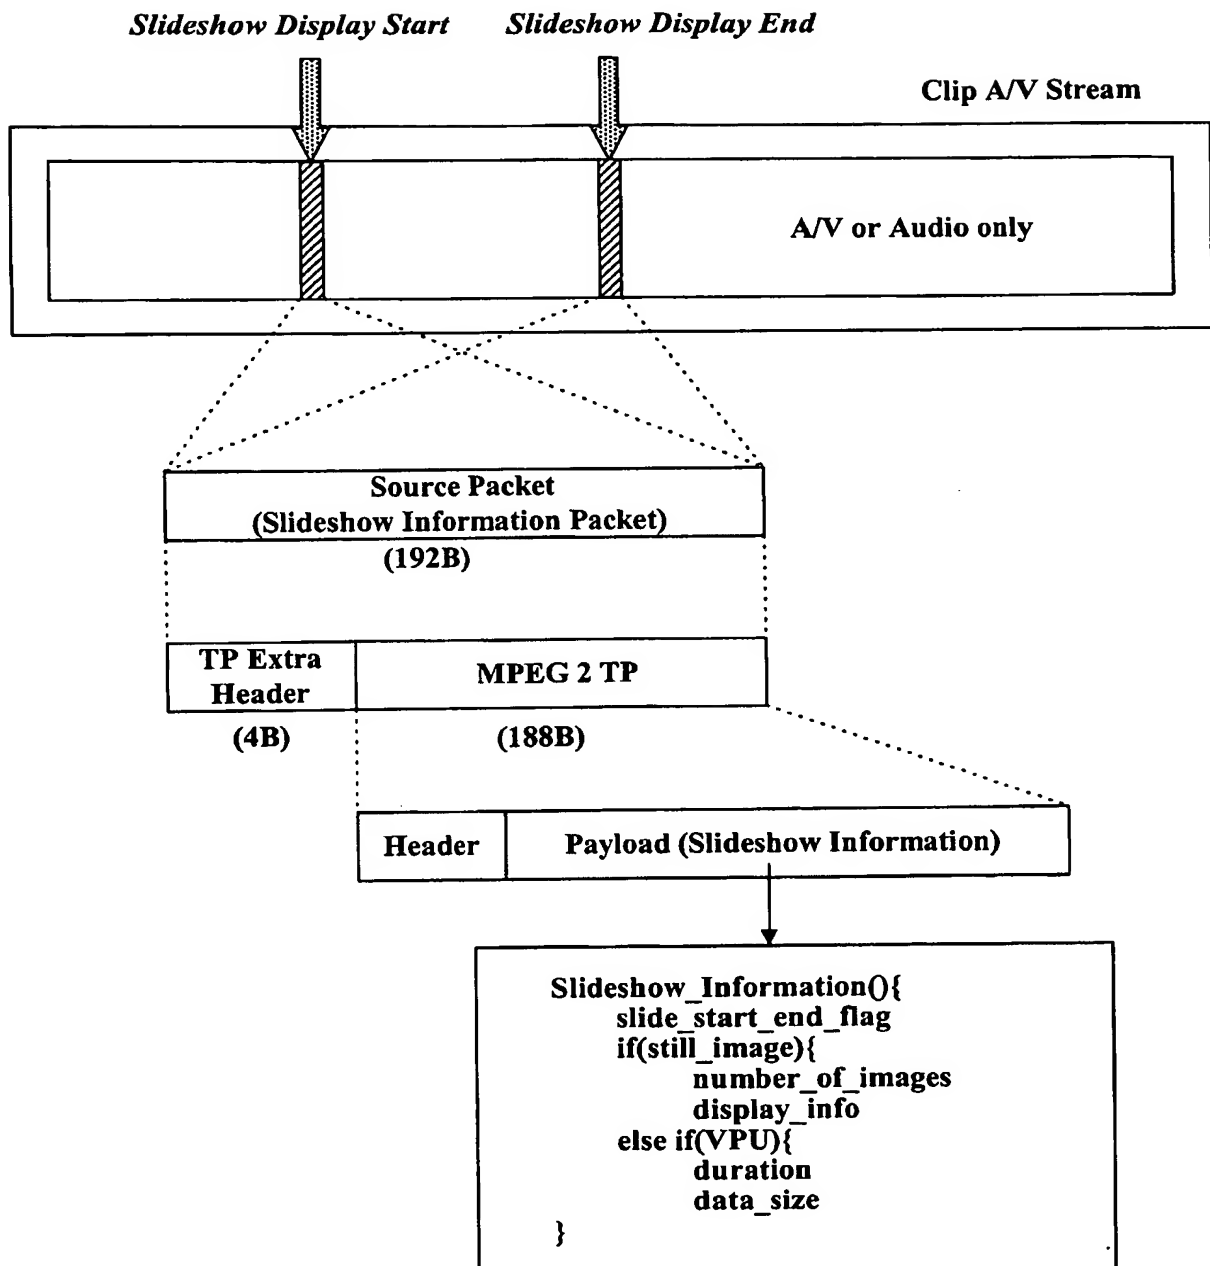 Slideshow Display Start
Slideshow Display End
Clip A/V Stream
A/V or Audio only
Source Packet
(Slideshow Information Packet)
(192B)
TP Extra
Header
MPEG 2 TP
(4B)
(188B)
Header
Payload (Slideshow Information)
Slideshow_Information(){
slide_start_end_flag
if(still_image){
number_of_images
display_info
else if(VPU){
duration
data_size
}